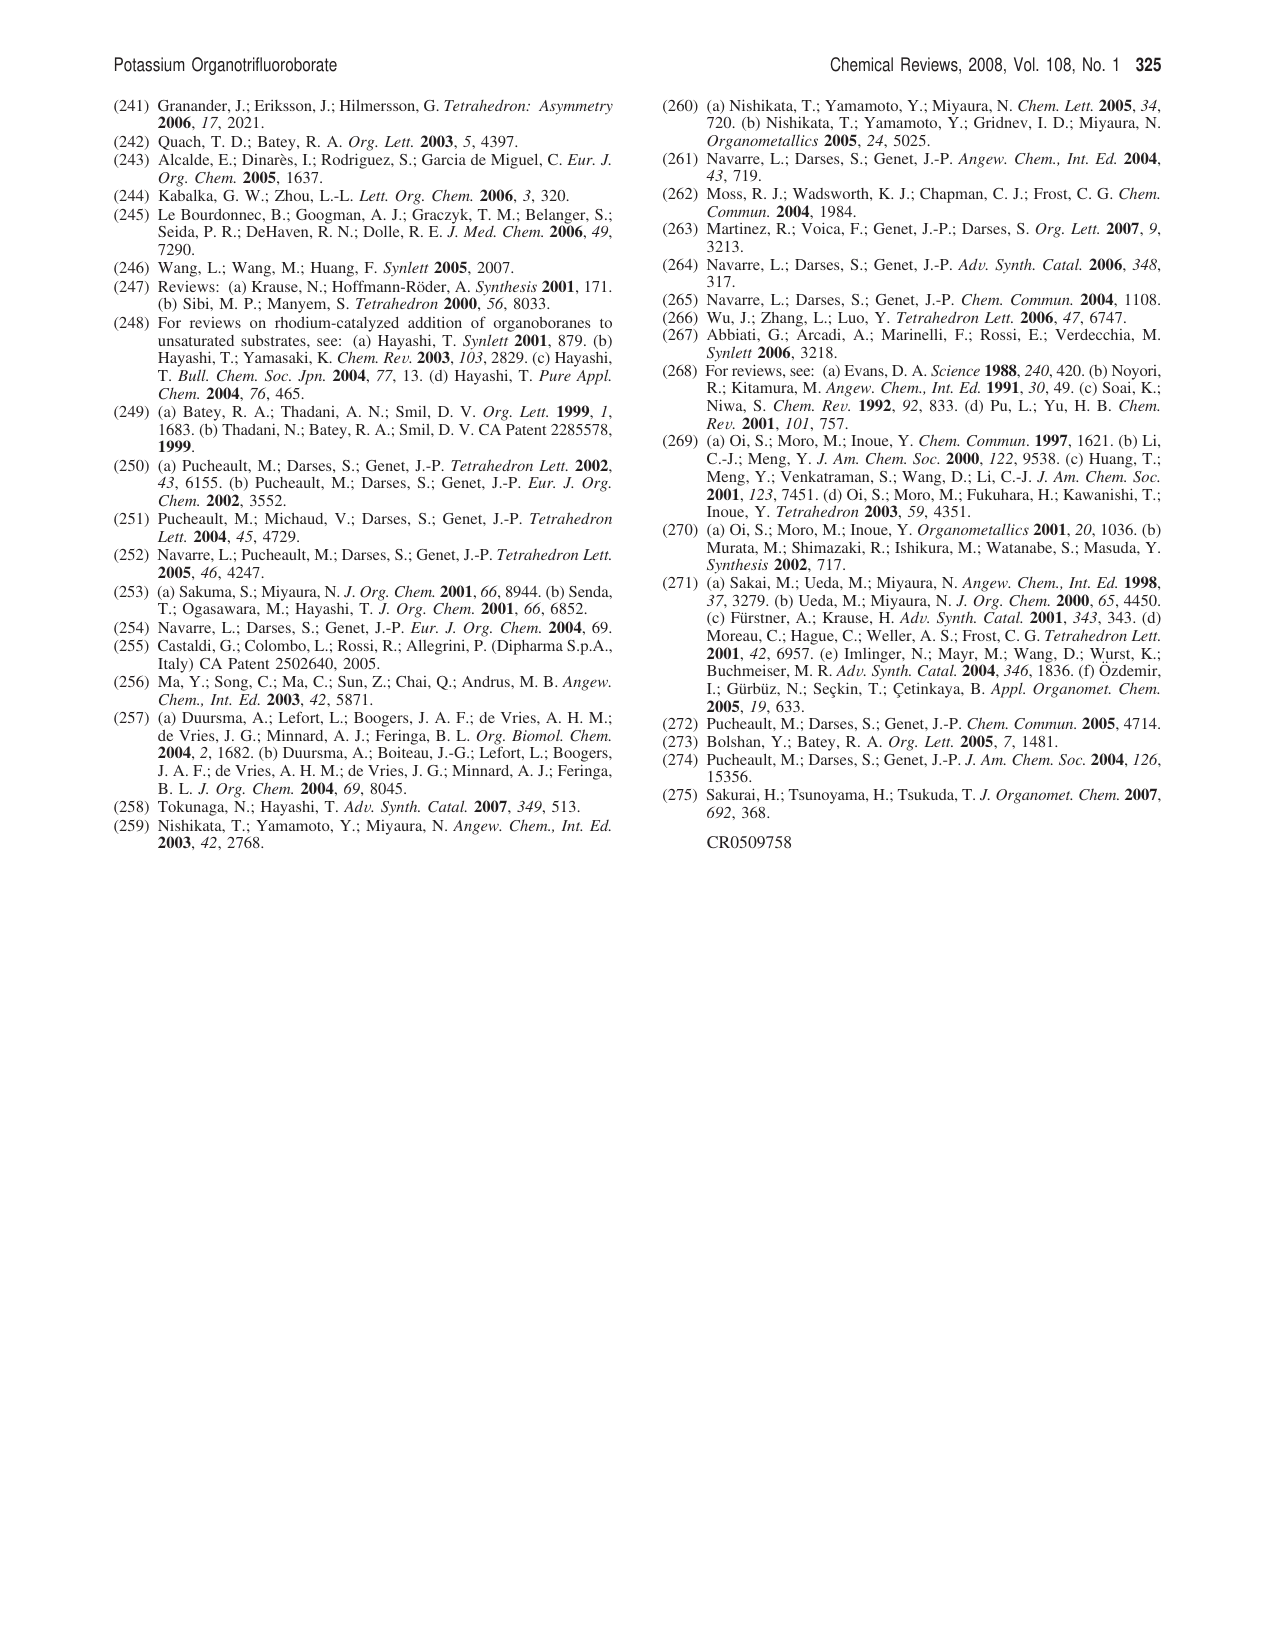 Potassium Organotrifluoroborate
Chemical Reviews, 2008, Vol. 108, No. 1 325
(241) Granander, J.; Eriksson, J.; Hilmersson, G. Tetrahedron: Asymmetry
2006, 17, 2021.
(242) Quach, T. D.; Batey, R. A. Org. Lett. 2003, 5, 4397.
(243) Alcalde, E.; Dinarès, I.; Rodriguez, S.; Garcia de Miguel, C. Eur. J.
Org. Chem. 2005, 1637.
(244) Kabalka, G. W.; Zhou, L.-L. Lett. Org. Chem. 2006, 3, 320.
(245) Le Bourdonnec, B.; Googman, A. J.; Graczyk, T. M.; Belanger, S.;
Seida, P. R.; DeHaven, R. N.; Dolle, R. E. J. Med. Chem. 2006, 49,
7290.
(246) Wang, L.; Wang, M.; Huang, F. Synlett 2005, 2007.
(247) Reviews: (a) Krause, N.; Hoffmann-Röder, A. Synthesis 2001, 171.
(b) Sibi, M. P.; Manyem, S. Tetrahedron 2000, 56, 8033.
(248) For reviews on rhodium-catalyzed addition of organoboranes to
unsaturated substrates, see: (a) Hayashi, T. Synlett 2001, 879. (b)
Hayashi, T.; Yamasaki, K. Chem. Rev. 2003, 103, 2829. (c) Hayashi,
T. Bull. Chem. Soc. Jpn. 2004, 77, 13. (d) Hayashi, T. Pure Appl.
Chem. 2004, 76, 465.
(249) (a) Batey, R. A.; Thadani, A. N.; Smil, D. V. Org. Lett. 1999, 1,
1683. (b) Thadani, N.; Batey, R. A.; Smil, D. V. CA Patent 2285578,
1999.
(250) (a) Pucheault, M.; Darses, S.; Genet, J.-P. Tetrahedron Lett. 2002,
43, 6155. (b) Pucheault, M.; Darses, S.; Genet, J.-P. Eur. J. Org.
Chem. 2002, 3552.
(251) Pucheault, M.; Michaud, V.; Darses, S.; Genet, J.-P. Tetrahedron
Lett. 2004, 45, 4729.
(252) Navarre, L.; Pucheault, M.; Darses, S.; Genet, J.-P. Tetrahedron Lett.
2005, 46, 4247.
(253) (a) Sakuma, S.; Miyaura, N. J. Org. Chem. 2001, 66, 8944. (b) Senda,
T.; Ogasawara, M.; Hayashi, T. J. Org. Chem. 2001, 66, 6852.
(254) Navarre, L.; Darses, S.; Genet, J.-P. Eur. J. Org. Chem. 2004, 69.
(255) Castaldi, G.; Colombo, L.; Rossi, R.; Allegrini, P. (Dipharma S.p.A.,
Italy) CA Patent 2502640, 2005.
(256) Ma, Y.; Song, C.; Ma, C.; Sun, Z.; Chai, Q.; Andrus, M. B. Angew.
Chem., Int. Ed. 2003, 42, 5871.
(257) (a) Duursma, A.; Lefort, L.; Boogers, J. A. F.; de Vries, A. H. M.;
de Vries, J. G.; Minnard, A. J.; Feringa, B. L. Org. Biomol. Chem.
2004, 2, 1682. (b) Duursma, A.; Boiteau, J.-G.; Lefort, L.; Boogers,
J. A. F.; de Vries, A. H. M.; de Vries, J. G.; Minnard, A. J.; Feringa,
B. L. J. Org. Chem. 2004, 69, 8045.
(258) Tokunaga, N.; Hayashi, T. Adv. Synth. Catal. 2007, 349, 513.
(259) Nishikata, T.; Yamamoto, Y.; Miyaura, N. Angew. Chem., Int. Ed.
2003, 42, 2768.
(260) (a) Nishikata, T.; Yamamoto, Y.; Miyaura, N. Chem. Lett. 2005, 34,
720. (b) Nishikata, T.; Yamamoto, Y.; Gridnev, I. D.; Miyaura, N.
Organometallics 2005, 24, 5025.
(261) Navarre, L.; Darses, S.; Genet, J.-P. Angew. Chem., Int. Ed. 2004,
43, 719.
(262) Moss, R. J.; Wadsworth, K. J.; Chapman, C. J.; Frost, C. G. Chem.
Commun. 2004, 1984.
(263) Martinez, R.; Voica, F.; Genet, J.-P.; Darses, S. Org. Lett. 2007, 9,
3213.
(264) Navarre, L.; Darses, S.; Genet, J.-P. Adv. Synth. Catal. 2006, 348,
317.
(265) Navarre, L.; Darses, S.; Genet, J.-P. Chem. Commun. 2004, 1108.
(266) Wu, J.; Zhang, L.; Luo, Y. Tetrahedron Lett. 2006, 47, 6747.
(267) Abbiati, G.; Arcadi, A.; Marinelli, F.; Rossi, E.; Verdecchia, M.
Synlett 2006, 3218.
(268) For reviews, see: (a) Evans, D. A. Science 1988, 240, 420. (b) Noyori,
R.; Kitamura, M. Angew. Chem., Int. Ed. 1991, 30, 49. (c) Soai, K.;
Niwa, S. Chem. Rev. 1992, 92, 833. (d) Pu, L.; Yu, H. B. Chem.
Rev. 2001, 101, 757.
(269) (a) Oi, S.; Moro, M.; Inoue, Y. Chem. Commun. 1997, 1621. (b) Li,
C.-J.; Meng, Y. J. Am. Chem. Soc. 2000, 122, 9538. (c) Huang, T.;
Meng, Y.; Venkatraman, S.; Wang, D.; Li, C.-J. J. Am. Chem. Soc.
2001, 123, 7451. (d) Oi, S.; Moro, M.; Fukuhara, H.; Kawanishi, T.;
Inoue, Y. Tetrahedron 2003, 59, 4351.
(270) (a) Oi, S.; Moro, M.; Inoue, Y. Organometallics 2001, 20, 1036. (b)
Murata, M.; Shimazaki, R.; Ishikura, M.; Watanabe, S.; Masuda, Y.
Synthesis 2002, 717.
(271) (a) Sakai, M.; Ueda, M.; Miyaura, N. Angew. Chem., Int. Ed. 1998,
37, 3279. (b) Ueda, M.; Miyaura, N. J. Org. Chem. 2000, 65, 4450.
(c) Fürstner, A.; Krause, H. Adv. Synth. Catal. 2001, 343, 343. (d)
Moreau, C.; Hague, C.; Weller, A. S.; Frost, C. G. Tetrahedron Lett.
2001, 42, 6957. (e) Imlinger, N.; Mayr, M.; Wang, D.; Wurst, K.;
Buchmeiser, M. R. Adv. Synth. Catal. 2004, 346, 1836. (f) Özdemir,
I.; Gürbüz, N.; Seçkin, T.; Çetinkaya, B. Appl. Organomet. Chem.
2005, 19, 633.
(272) Pucheault, M.; Darses, S.; Genet, J.-P. Chem. Commun. 2005, 4714.
(273) Bolshan, Y.; Batey, R. A. Org. Lett. 2005, 7, 1481.
(274) Pucheault, M.; Darses, S.; Genet, J.-P. J. Am. Chem. Soc. 2004, 126,
15356.
(275) Sakurai, H.; Tsunoyama, H.; Tsukuda, T. J. Organomet. Chem. 2007,
692, 368.
CR0509758